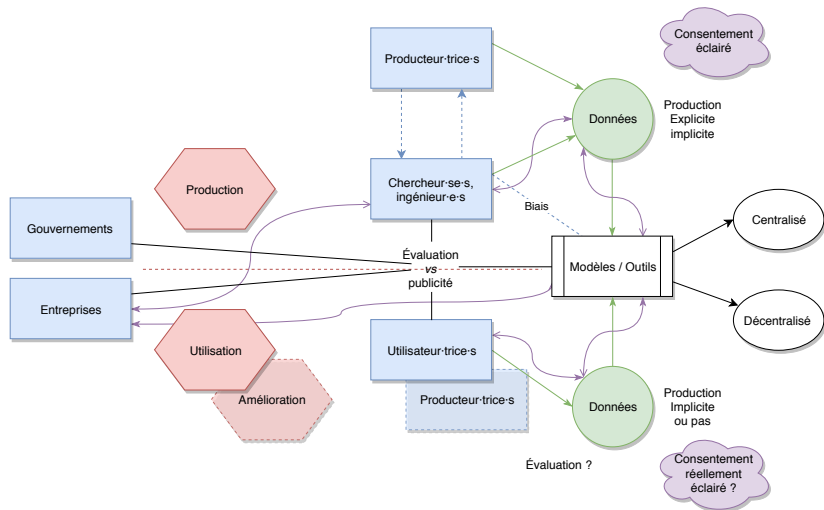 Consentement
éclairé
Producteur·trice·s
Données
Production
Explicite
implicite
Production
Chercheur·se·s,
ingénieur·e·s
Biais
Centralisé
Gouvernements
Évaluation
vs
publicité
Modèles / Outils
Entreprises
Décentralisé
Utilisation
Utilisateur·trice·s
Amélioration
Producteur·trice·s
Données
Production
Implicite
ou pas
Évaluation ?
Consentement
réellement
éclairé ?